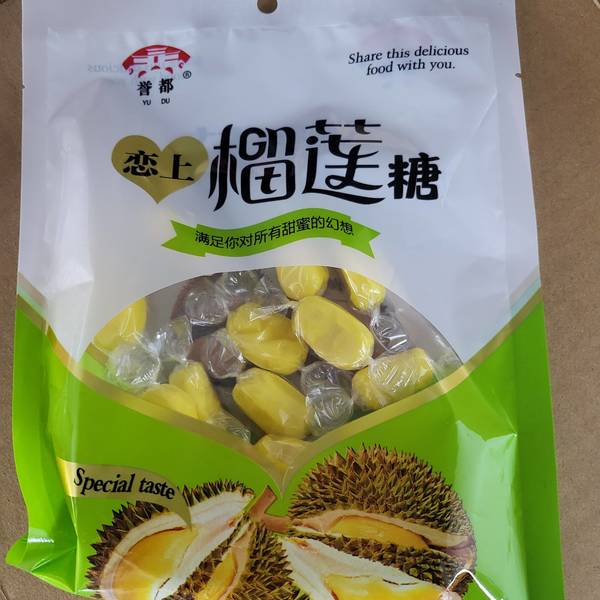 誉都®
YU DU
Share this delicious
food with you.
恋上
榴莲糖
满足你对所有甜蜜的幻想
Special taste